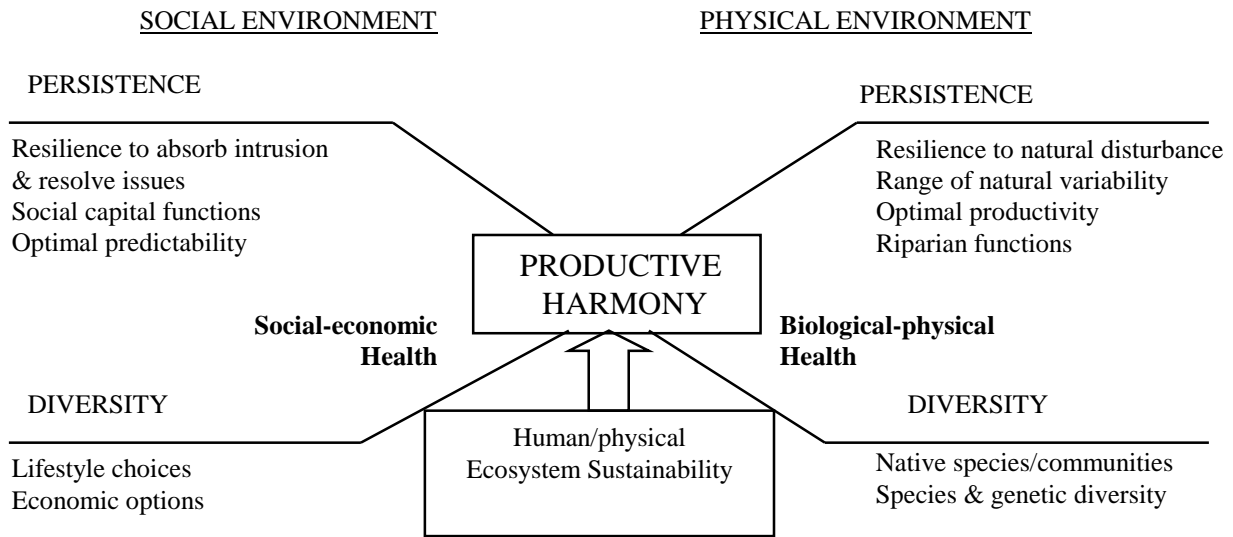 SOCIAL ENVIRONMENT
PHYSICAL ENVIRONMENT
PERSISTENCE
Resilience to absorb intrusion
& resolve issues
Social capital functions
Optimal predictability
PERSISTENCE
Resilience to natural disturbance
Range of natural variability
Optimal productivity
Riparian functions
PRODUCTIVE
HARMONY
Social-economic
Health
Biological-physical
Health
DIVERSITY
Lifestyle choices
Economic options
Human/physical
Ecosystem Sustainability
DIVERSITY
Native species/communities
Species & genetic diversity